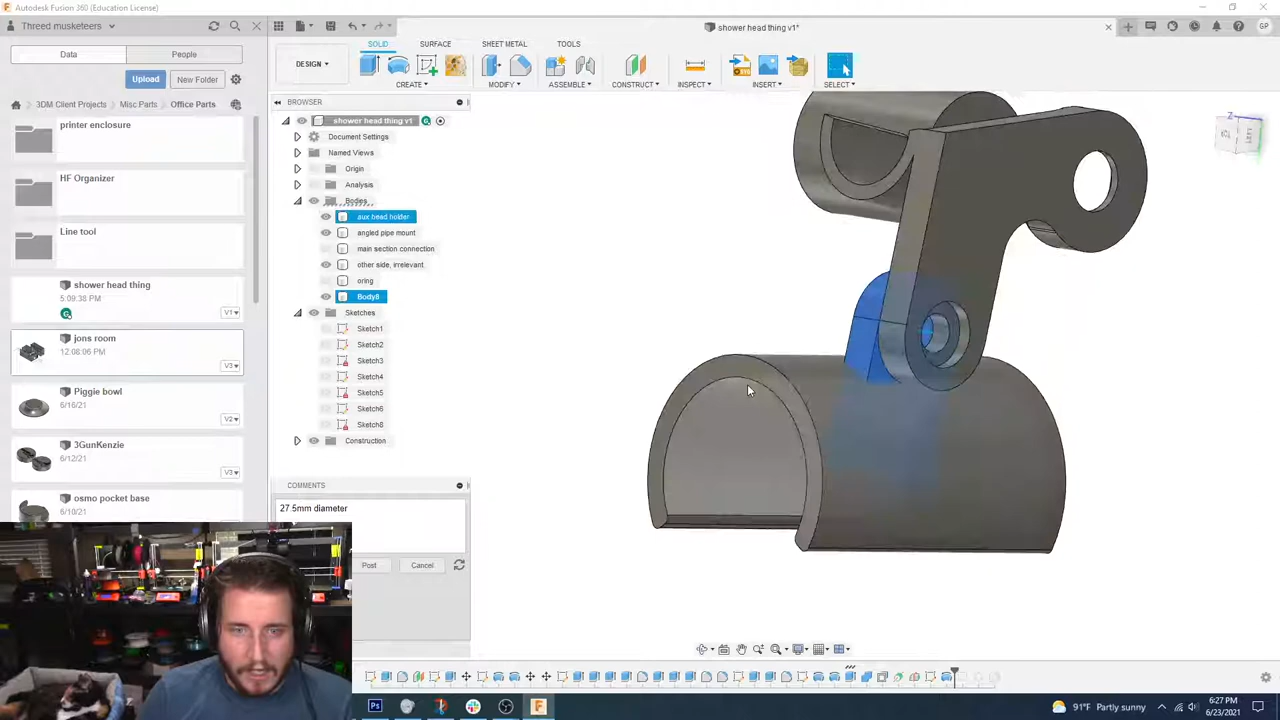 Autodesk Fusion 360 (Education License)
Threed musketeers
shower head thing v1*
GP
Data
People
Upload
New Folder
3DM Client Projects
Misc Parts
Office Parts
printer enclosure
HF Organizer
Line tool
shower head thing
5:09:38 PM
G
V1
jons room
12:08:06 PM
V3
Piggie bowl
6/16/21
V2
3GunKenzie
6/12/21
V3
osmo pocket base
6/10/21
SOLID
SURFACE
SHEET METAL
TOOLS
DESIGN
CREATE
MODIFY
ASSEMBLE
CONSTRUCT
INSPECT
INSERT
SELECT
BROWSER
shower head thing v1
G
Document Settings
Named Views
Origin
Analysis
Bodies
aux head holder
angled pipe mount
main section connection
other side, irrelevant
oring
Body8
Sketches
Sketch1
Sketch2
Sketch3
Sketch4
Sketch5
Sketch6
Sketch8
Construction
COMMENTS
27.5mm diameter
Post
Cancel
Z
Ps
91°F Partly sunny
6:27 PM
6/23/2021